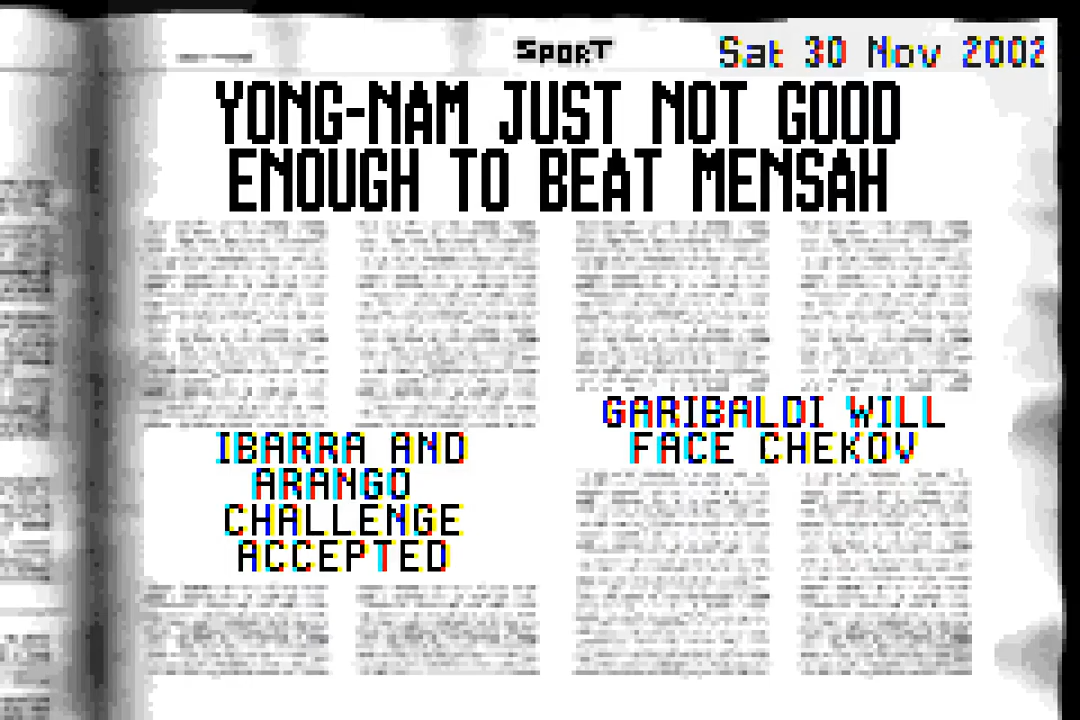 SPORT
Sat 30 Nov 2002
YONG-NAM JUST NOT GOOD
ENOUGH TO BEAT MENSAH
IBARRA AND
ARANGO
CHALLENGE
ACCEPTED
GARIBALDI WILL
FACE CHEKOV